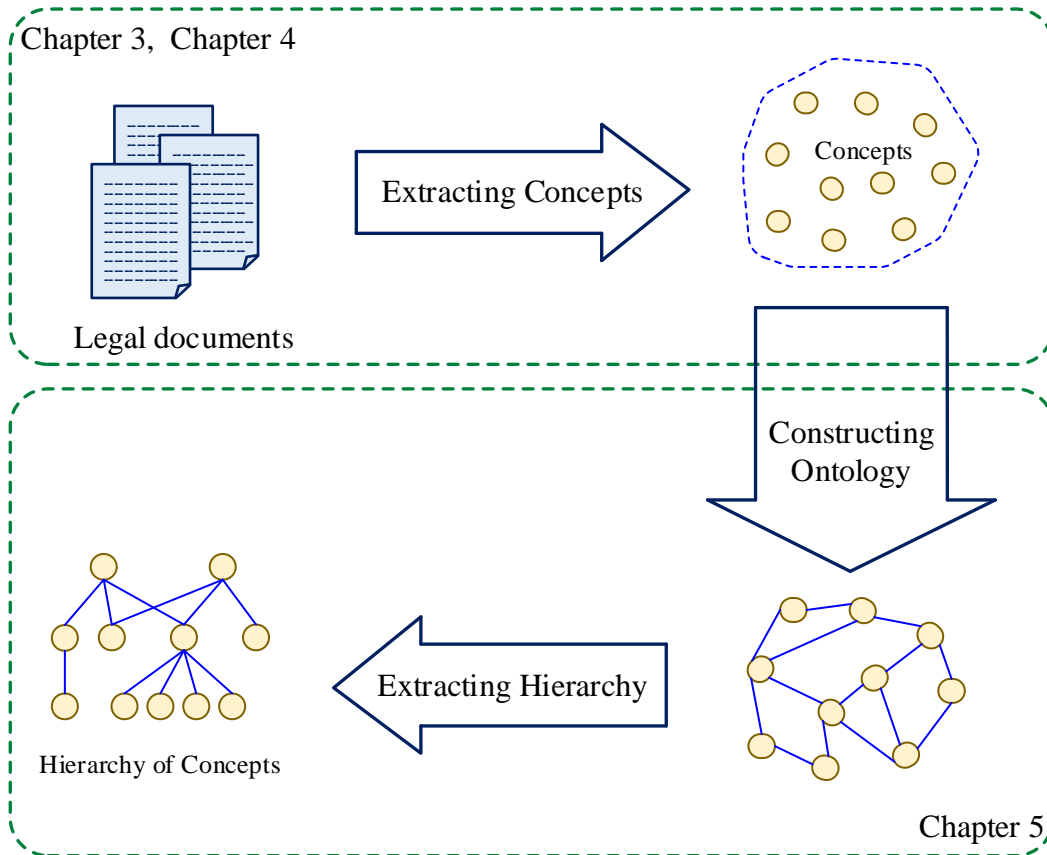 Chapter 3,  Chapter 4
Extracting Concepts
Concepts
Legal documents
Constructing
Ontology
Extracting Hierarchy
Hierarchy of Concepts
Chapter 5